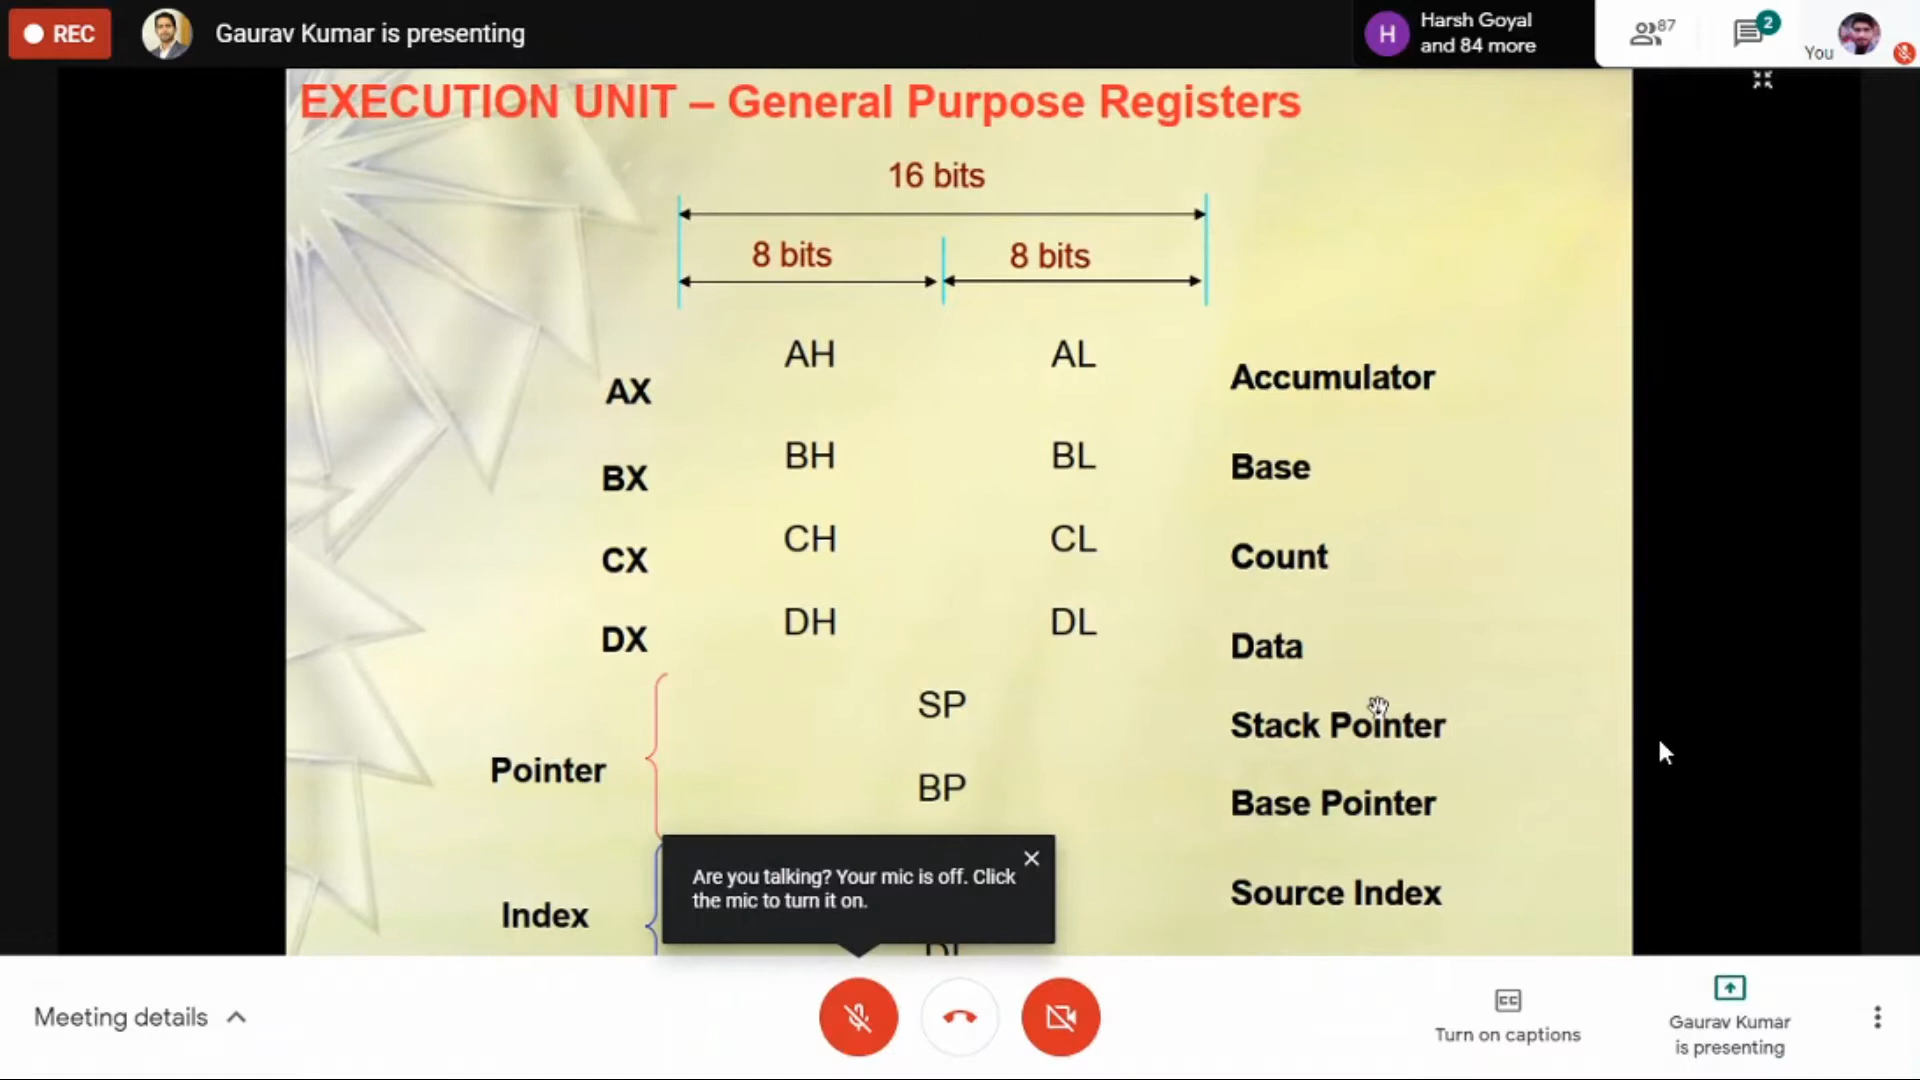 REC
Gaurav Kumar is presenting
H
Harsh Goyal
and 84 more
87
2
You
EXECUTION UNIT – General Purpose Registers
16 bits
8 bits 8 bits
AX AH AL Accumulator
BX BH BL Base
CX CH CL Count
DX DH DL Data
SP Stack Pointer
Pointer
BP Base Pointer
Are you talking? Your mic is off. Click
the mic to turn it on.
Source Index
Index
Meeting details
CC
Turn on captions
Gaurav Kumar
is presenting